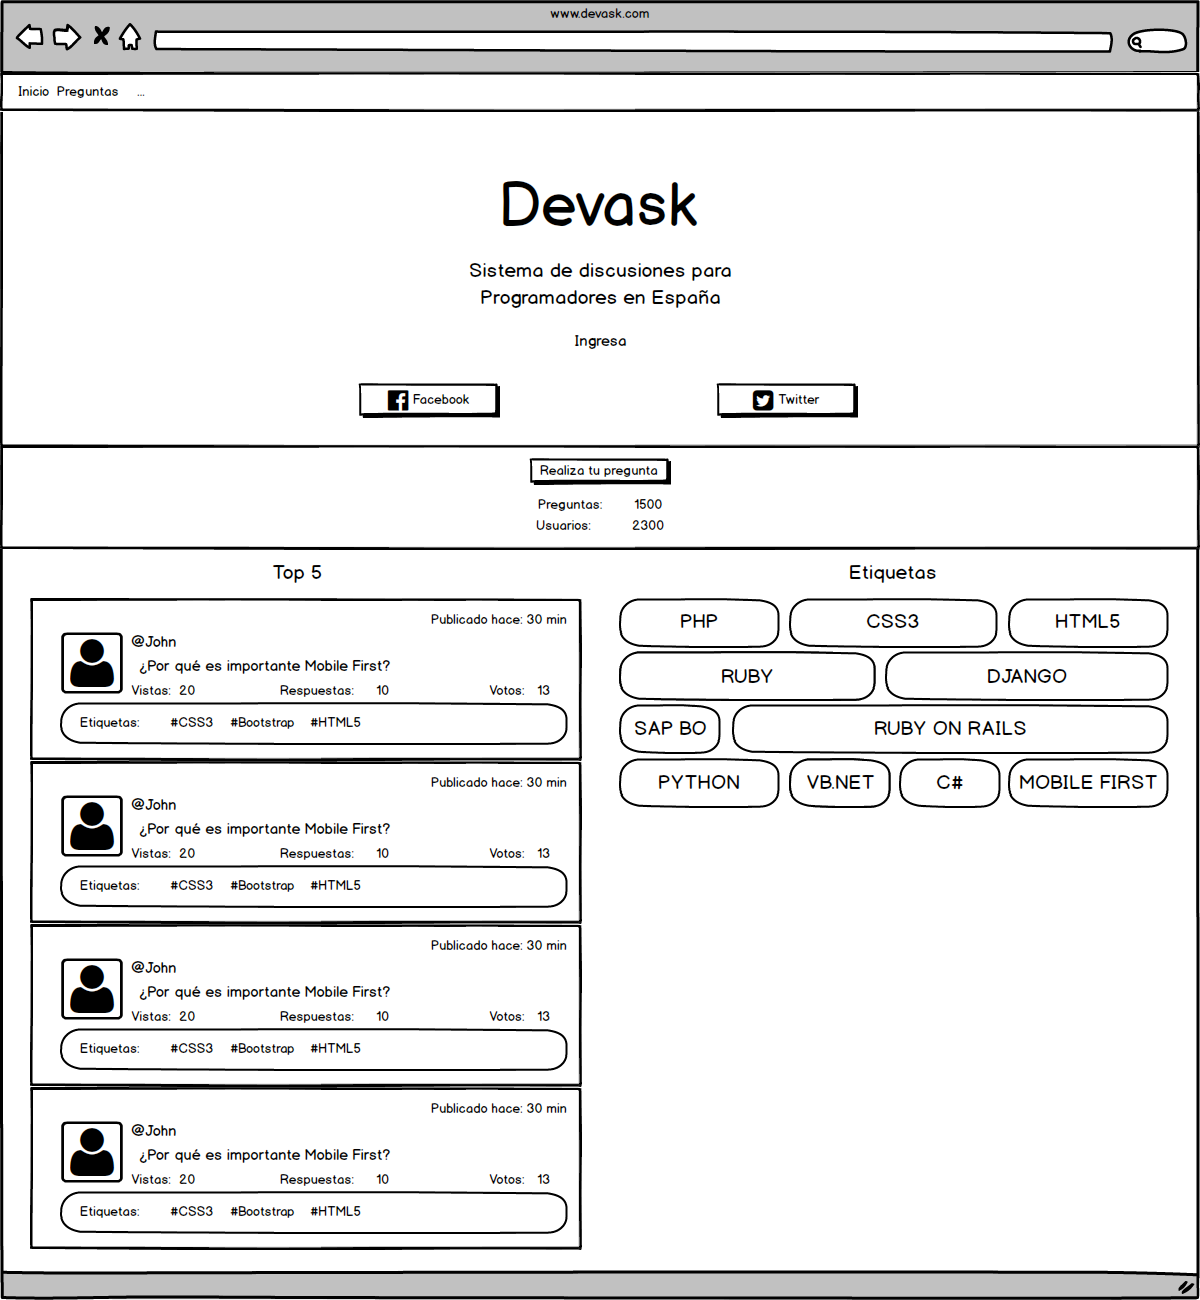 www.devask.com
Inicio Preguntas ...
Devask
Sistema de discusiones para
Programadores en España
Ingresa
Facebook
Twitter
Realiza tu pregunta
Preguntas: 1500
Usuarios: 2300
Top 5
Publicado hace: 30 min
@John
¿Por qué es importante Mobile First?
Vistas: 20 Respuestas: 10 Votos: 13
Etiquetas: #CSS3 #Bootstrap #HTML5
Publicado hace: 30 min
@John
¿Por qué es importante Mobile First?
Vistas: 20 Respuestas: 10 Votos: 13
Etiquetas: #CSS3 #Bootstrap #HTML5
Publicado hace: 30 min
@John
¿Por qué es importante Mobile First?
Vistas: 20 Respuestas: 10 Votos: 13
Etiquetas: #CSS3 #Bootstrap #HTML5
Publicado hace: 30 min
@John
¿Por qué es importante Mobile First?
Vistas: 20 Respuestas: 10 Votos: 13
Etiquetas: #CSS3 #Bootstrap #HTML5
Etiquetas
PHP CSS3 HTML5
RUBY DJANGO
SAP BO RUBY ON RAILS
PYTHON VB.NET C# MOBILE FIRST